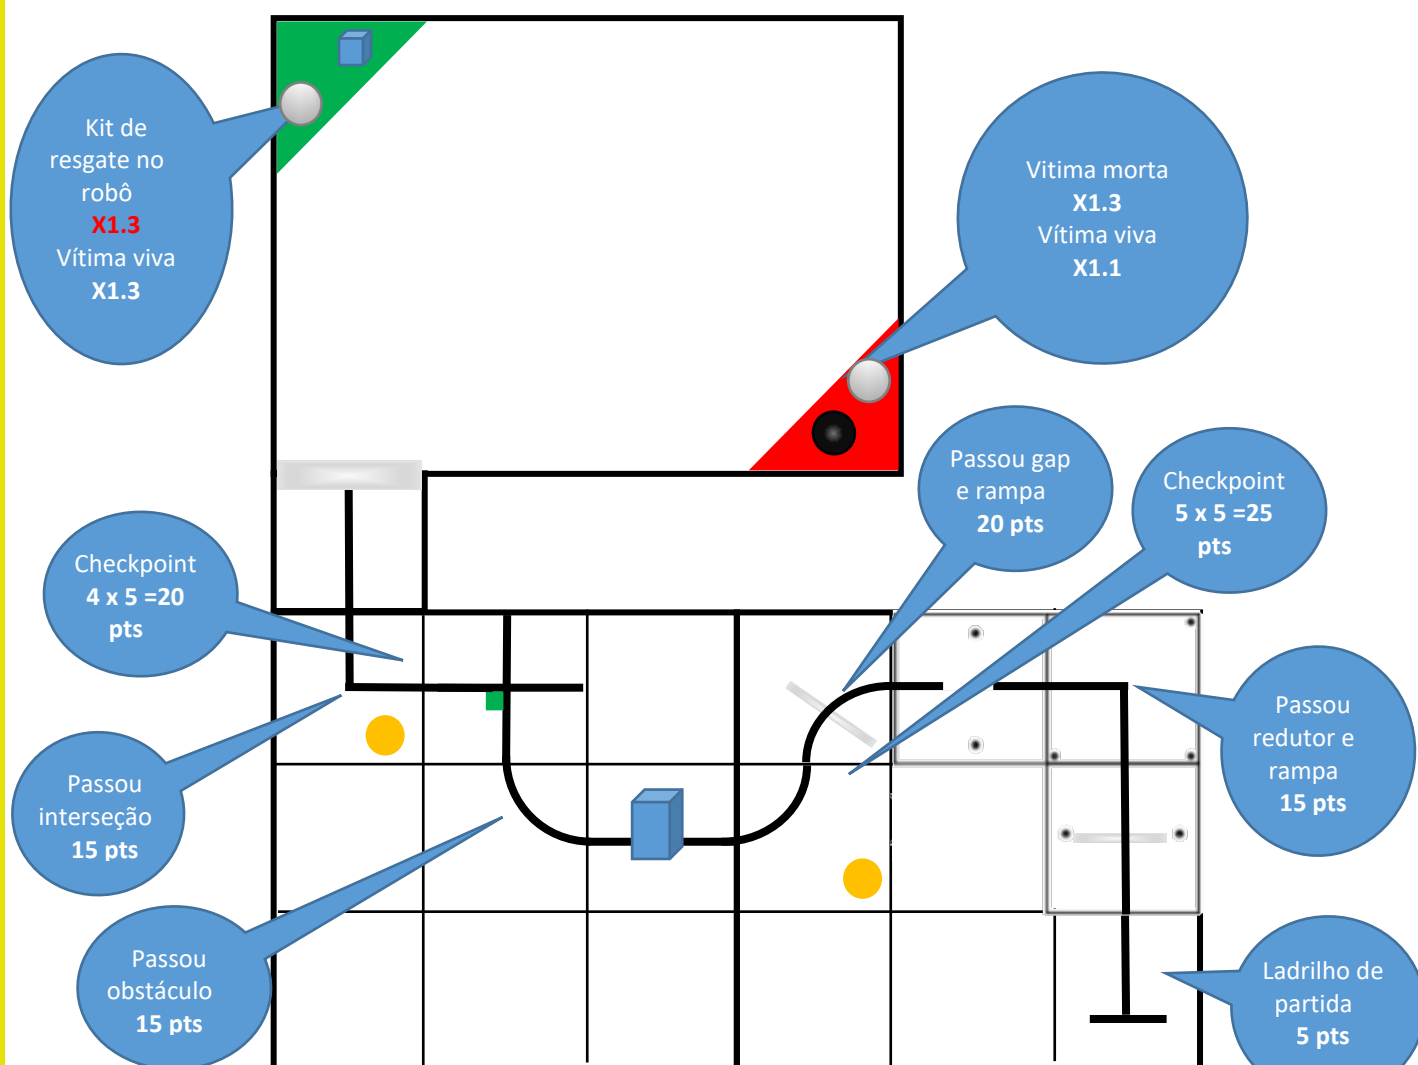 Kit de
resgate no
robô
X1.3
Vítima viva
X1.3
Vitima morta
X1.3
Vítima viva
X1.1
Passou gap
e rampa
20 pts
Checkpoint
5 x 5 =25
pts
Checkpoint
4 x 5 =20
pts
Passou
redutor e
rampa
15 pts
Passou
interseção
15 pts
Passou
obstáculo
15 pts
Ladrilho de
partida
5 pts